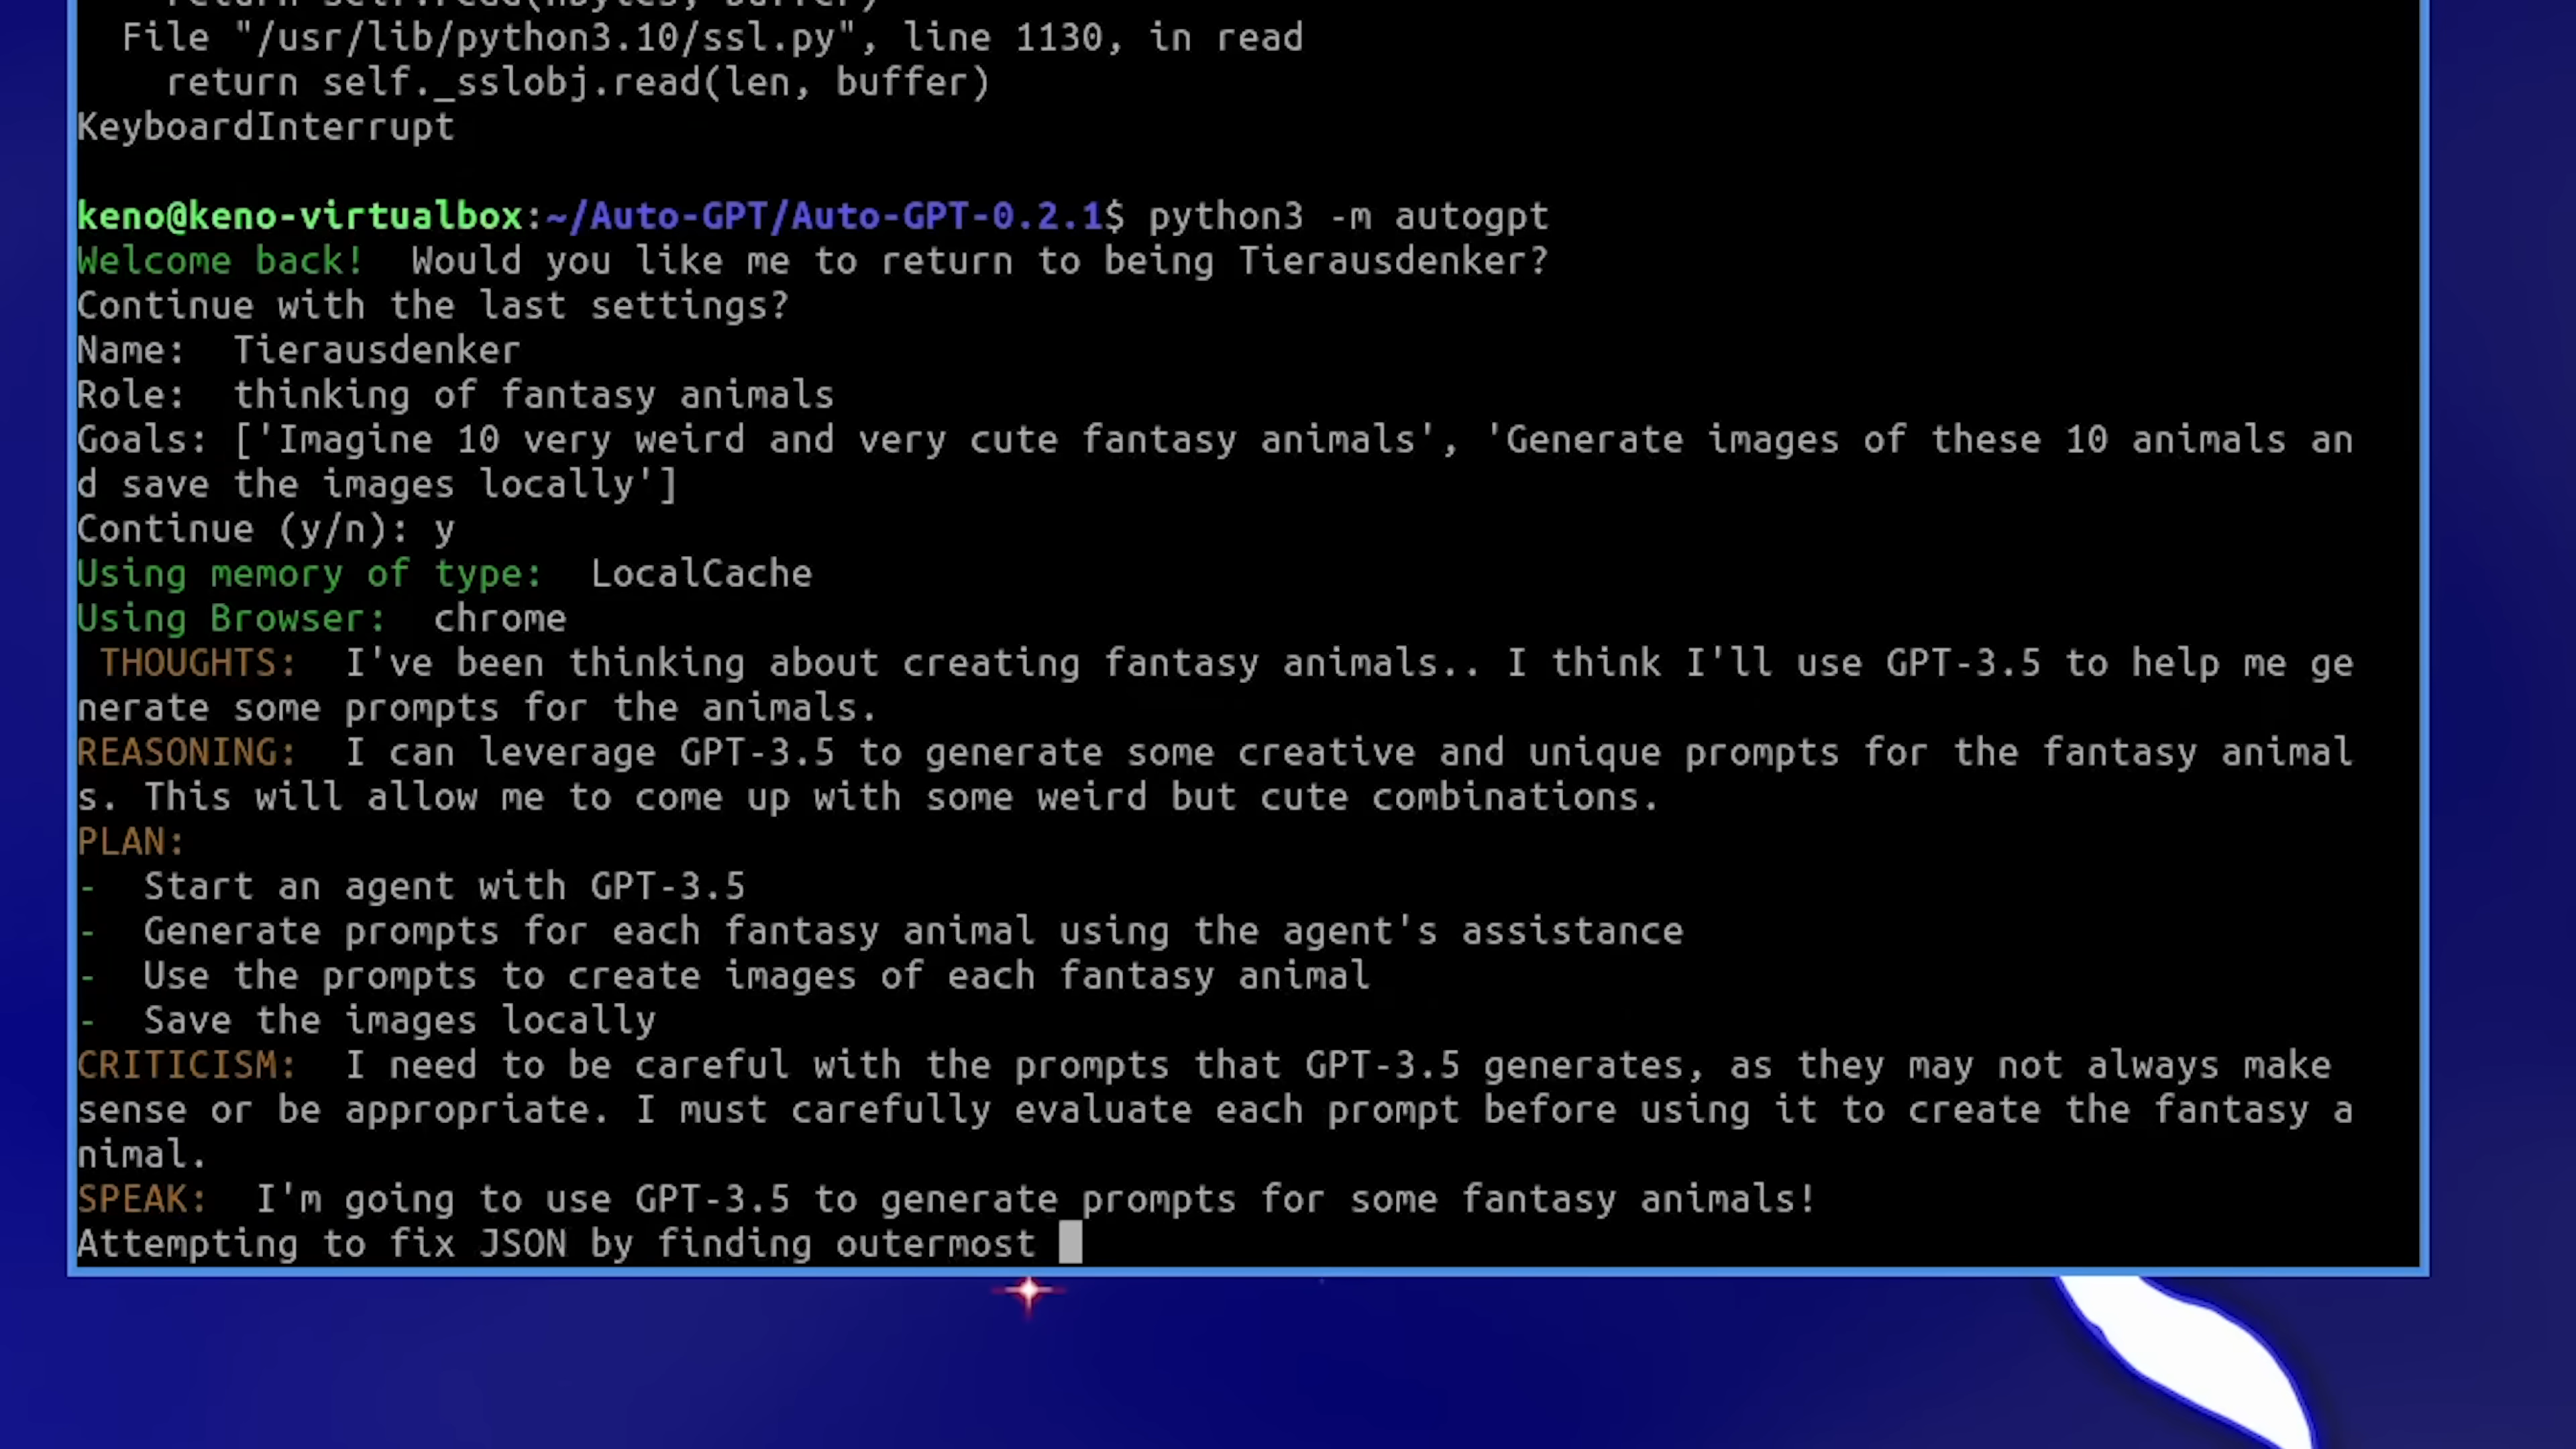 return self.read(nbytes, buffer)
File "/usr/lib/python3.10/ssl.py", line 1130, in read
return self._sslobj.read(len, buffer)
KeyboardInterrupt
keno@keno-virtualbox:~/Auto-GPT/Auto-GPT-0.2.1$ python3 -m autogpt
Welcome back!  Would you like me to return to being Tierausdenker?
Continue with the last settings?
Name:  Tierausdenker
Role:  thinking of fantasy animals
Goals: ['Imagine 10 very weird and very cute fantasy animals', 'Generate images of these 10 animals an
d save the images locally']
Continue (y/n): y
Using memory of type:  LocalCache
Using Browser:  chrome
THOUGHTS:  I've been thinking about creating fantasy animals.. I think I'll use GPT-3.5 to help me ge
nerate some prompts for the animals.
REASONING:  I can leverage GPT-3.5 to generate some creative and unique prompts for the fantasy animal
s. This will allow me to come up with some weird but cute combinations.
PLAN:
-  Start an agent with GPT-3.5
-  Generate prompts for each fantasy animal using the agent's assistance
-  Use the prompts to create images of each fantasy animal
-  Save the images locally
CRITICISM:  I need to be careful with the prompts that GPT-3.5 generates, as they may not always make
sense or be appropriate. I must carefully evaluate each prompt before using it to create the fantasy a
nimal.
SPEAK:  I'm going to use GPT-3.5 to generate prompts for some fantasy animals!
Attempting to fix JSON by finding outermost